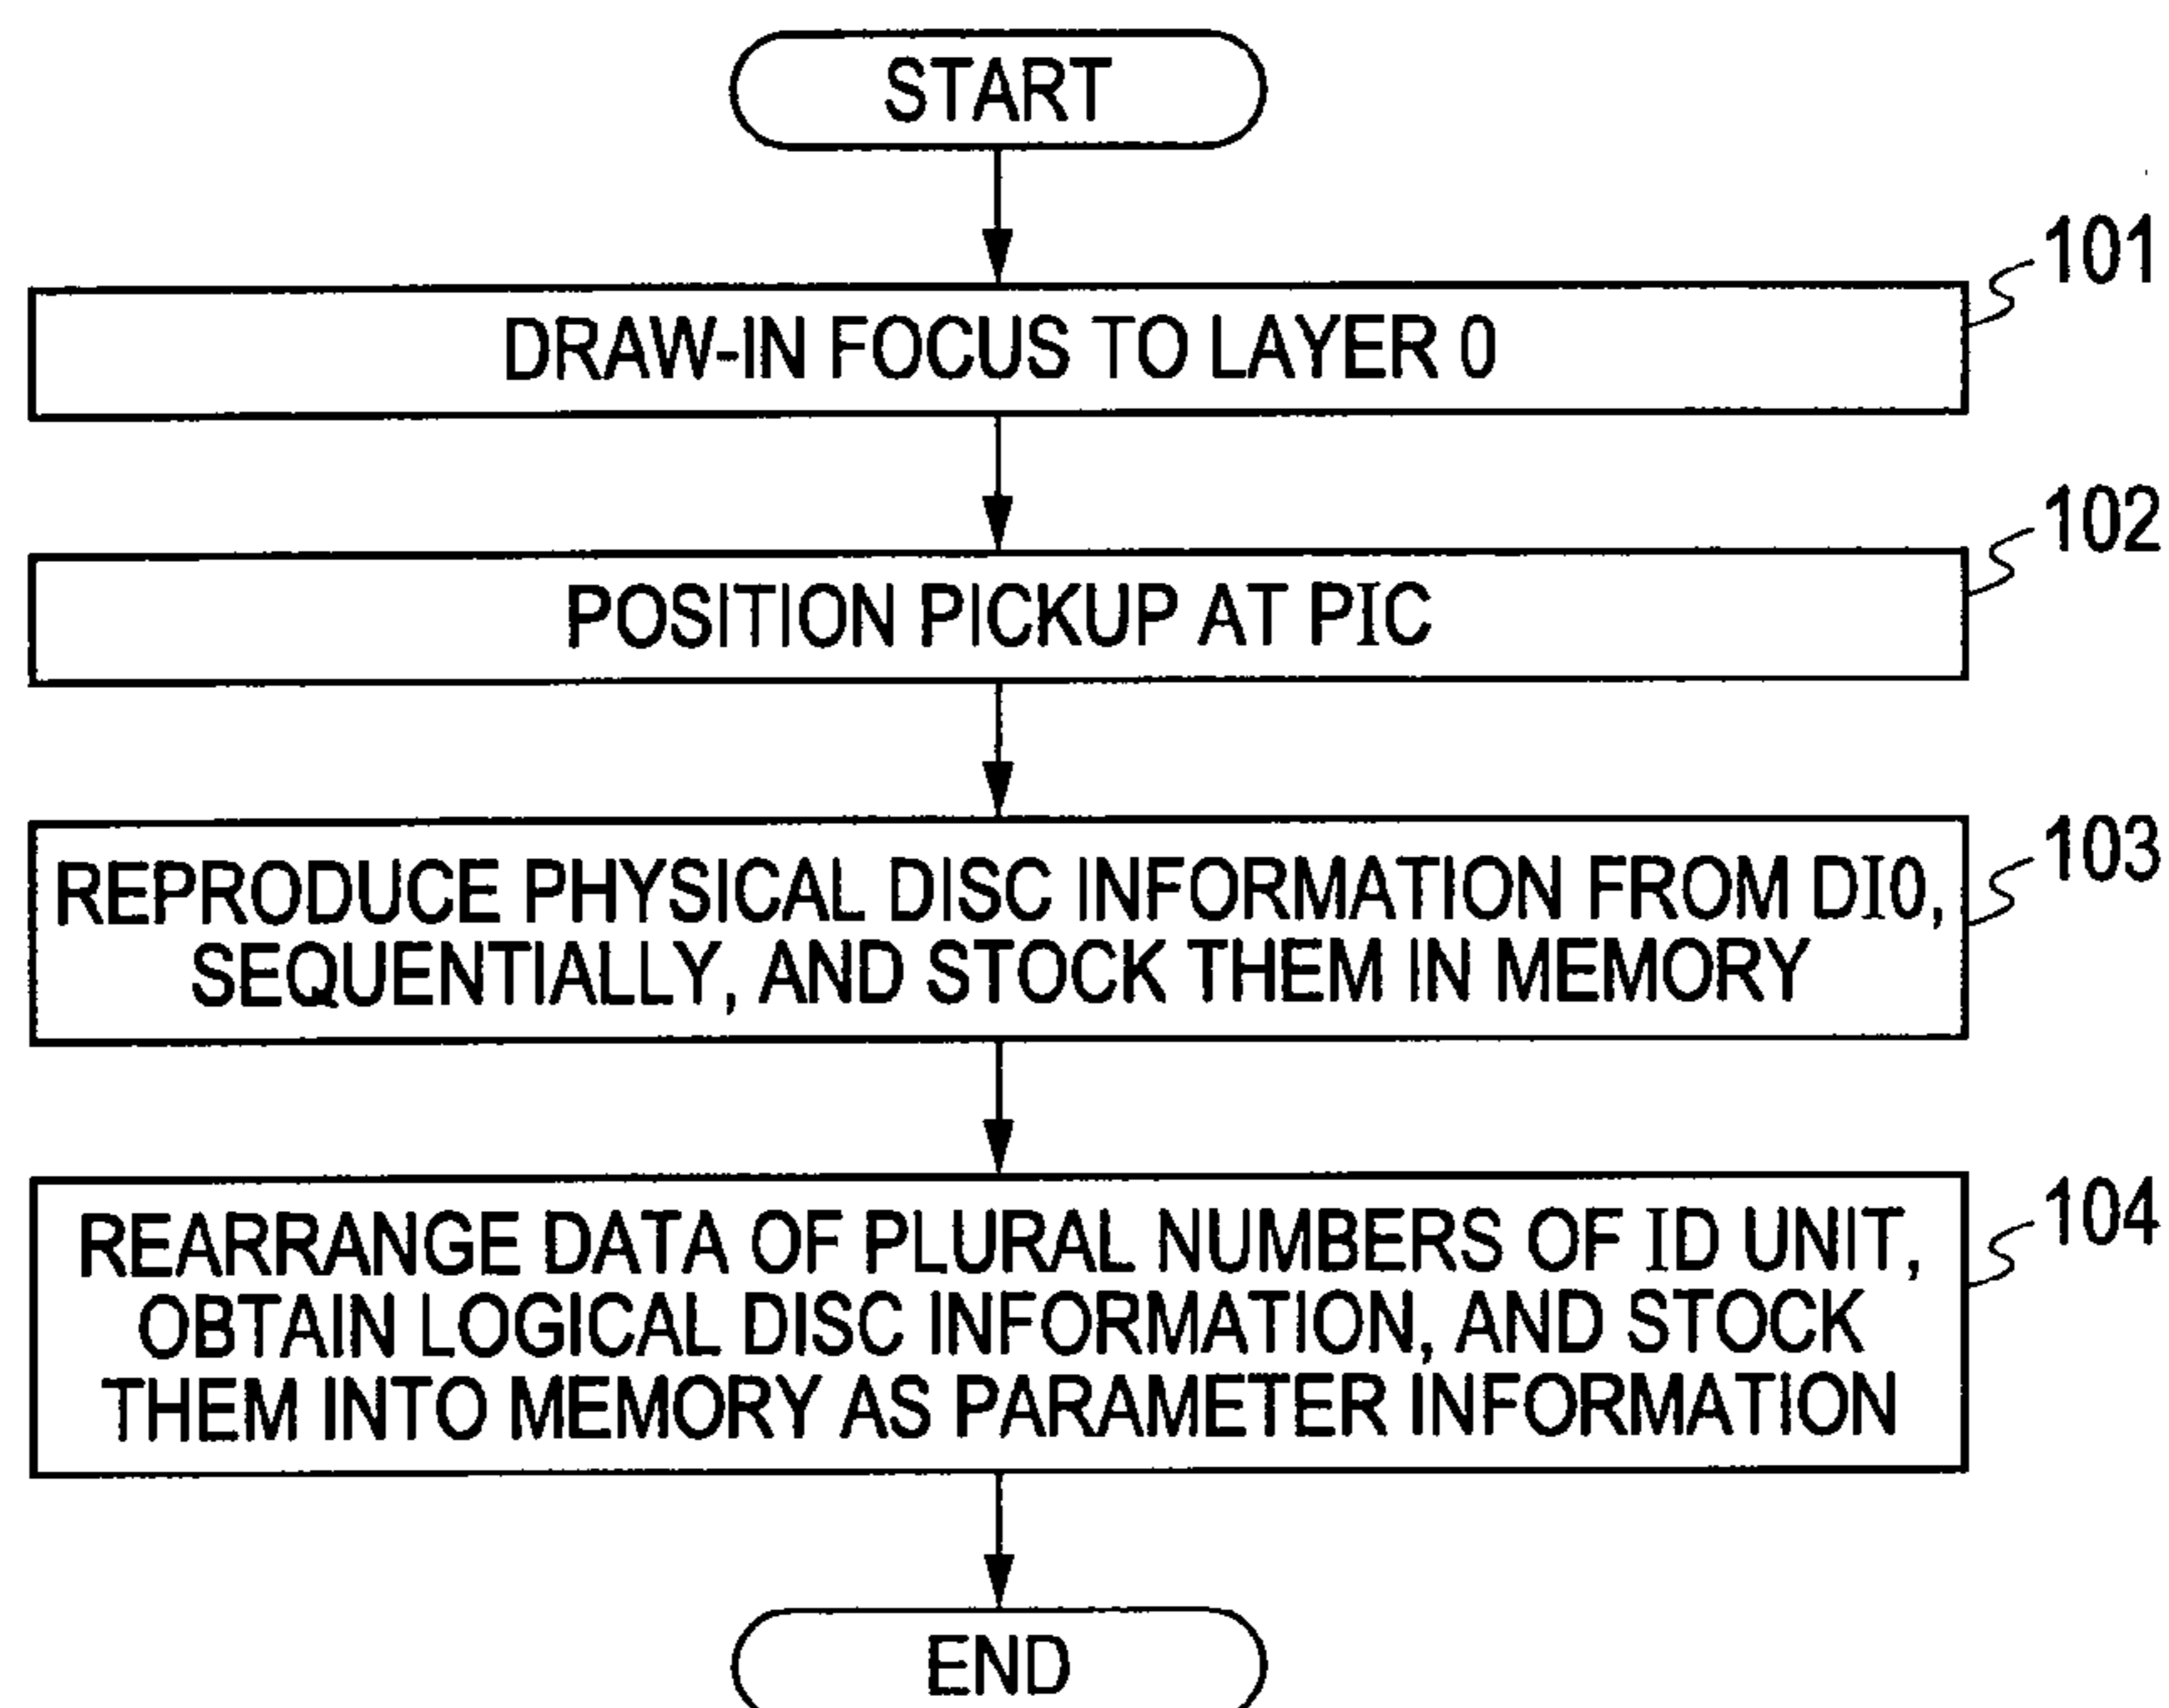 START
101
DRAW-IN FOCUS TO LAYER 0
102
POSITION PICKUP AT PIC
103
REPRODUCE PHYSICAL DISC INFORMATION FROM DI0,
SEQUENTIALLY, AND STOCK THEM IN MEMORY
104
REARRANGE DATA OF PLURAL NUMBERS OF ID UNIT,
OBTAIN LOGICAL DISC INFORMATION, AND STOCK
THEM INTO MEMORY AS PARAMETER INFORMATION
END